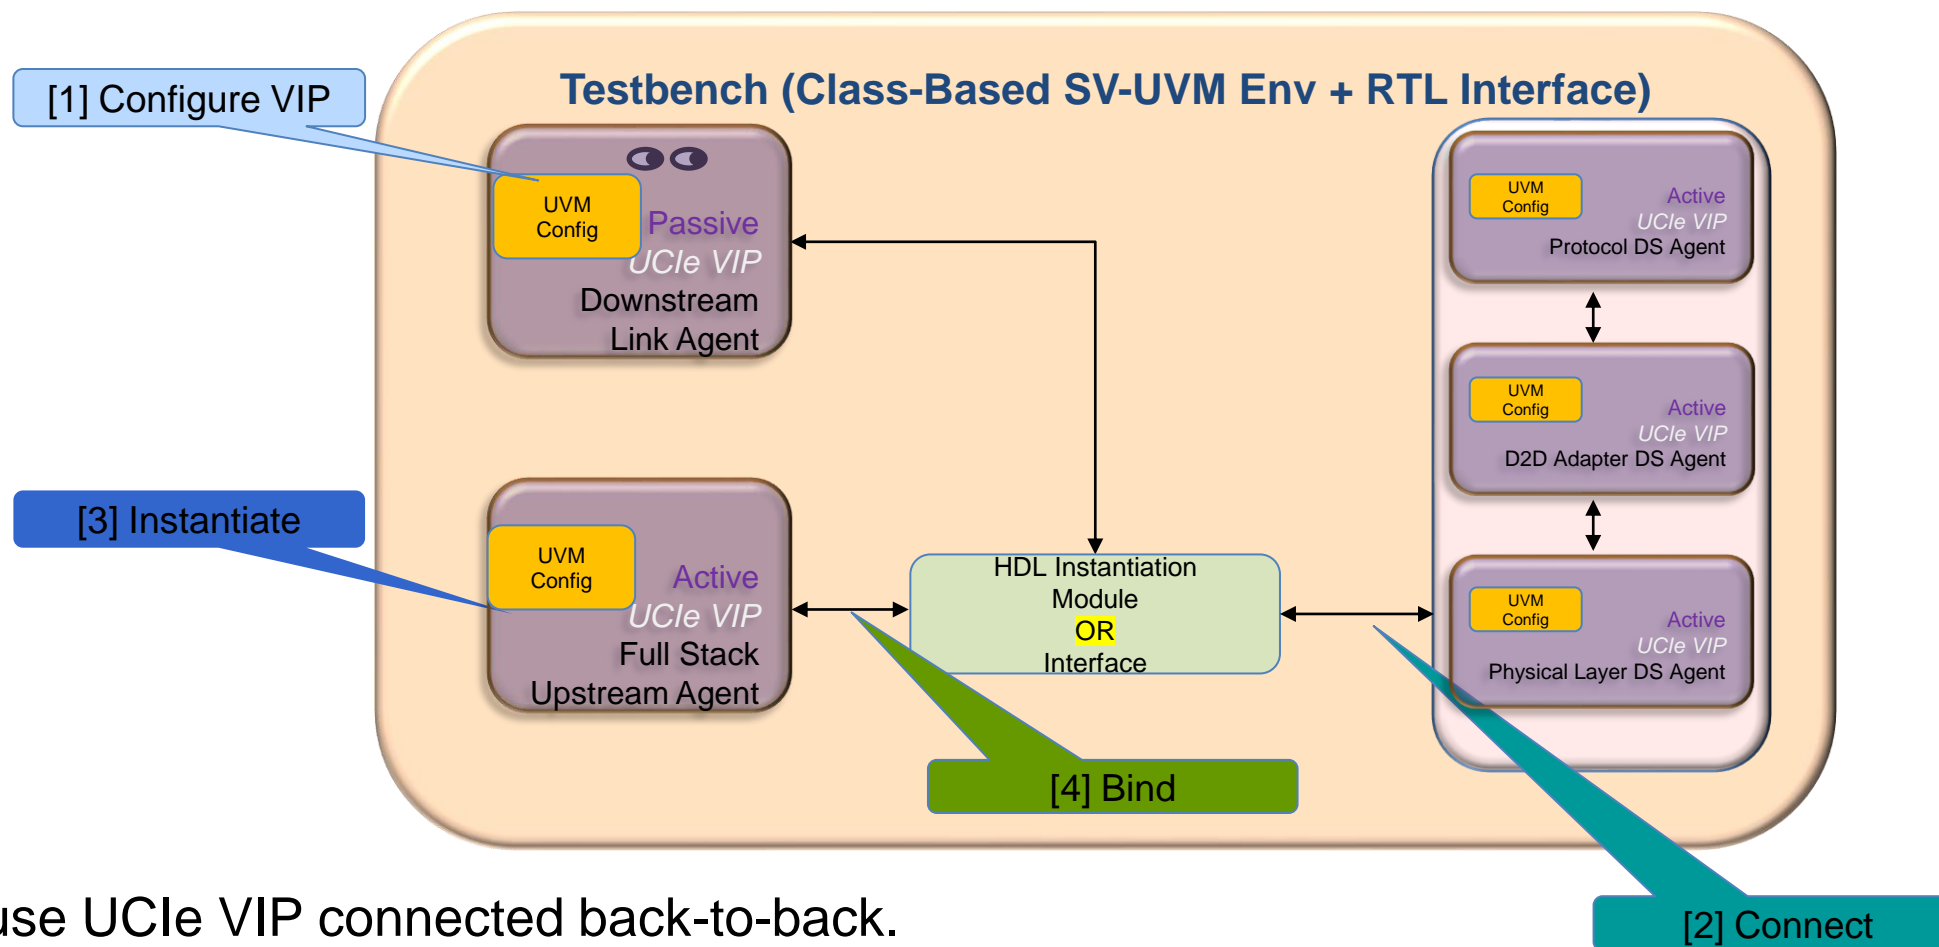 Testbench (Class-Based SV-UVM Env + RTL Interface)
[1] Configure VIP
UVM
Config
Passive
UCIe VIP
Downstream
Link Agent
[3] Instantiate
UVM
Config
Active
UCIe VIP
Full Stack
Upstream Agent
HDL Instantiation
Module
OR
Interface
[4] Bind
UVM
Config
Active
UCIe VIP
Protocol DS Agent
UVM
Config
Active
UCIe VIP
D2D Adapter DS Agent
UVM
Config
Active
UCIe VIP
Physical Layer DS Agent
[2] Connect
use UCIe VIP connected back-to-back.